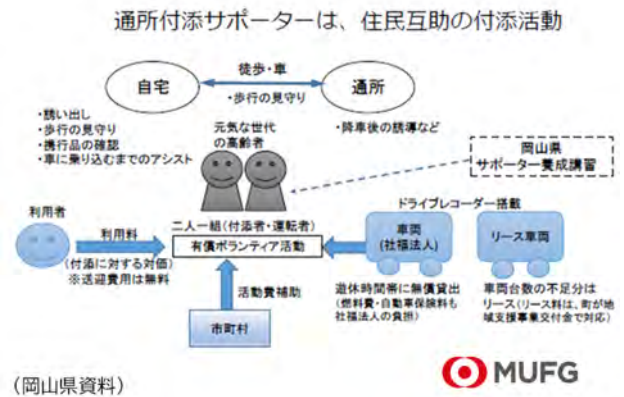 通所付添サポーターは、住民互助の付添活動
自宅
徒歩・車
・歩行の見守り
通所
・誘い出し
・歩行の見守り
・携行品の確認
・車に乗り込むまでのアシスト
元気な世代
の高齢者
・降車後の誘導など
岡山県
サポーター養成講習
利用者
利用料
(付添に対する対価)
※送迎費用は無料
二人一組(付添者・運転者)
有償ボランティア活動
活動費補助
市町村
ドライブレコーダー搭載
車両
(社福法人)
リース車両
遊休時間帯に無償貸出
(燃料費・自動車保険料も
社福法人の負担)
車両台数の不足分は
リース(リース料は、町が地
域支援事業交付金で対応)
(岡山県資料)
MUFG